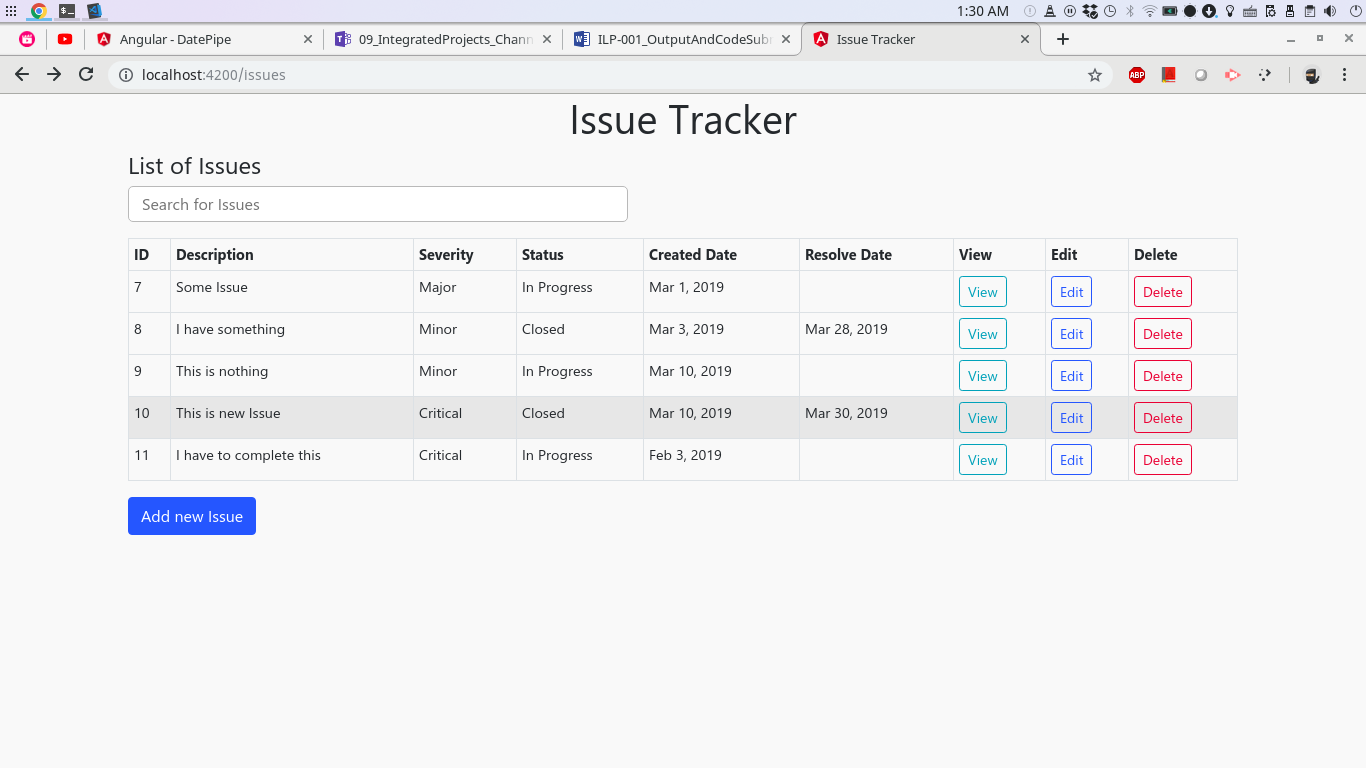 1:30 AM
Angular - DatePipe
09_IntegratedProjects_Chann
ILP-001_OutputAndCodeSubm
Issue Tracker
localhost:4200/issues
ABP
Issue Tracker
List of Issues
Search for Issues
ID Description Severity Status Created Date Resolve Date View Edit Delete
7 Some Issue Major In Progress Mar 1, 2019 View Edit Delete
8 I have something Minor Closed Mar 3, 2019 Mar 28, 2019 View Edit Delete
9 This is nothing Minor In Progress Mar 10, 2019 View Edit Delete
10 This is new Issue Critical Closed Mar 10, 2019 Mar 30, 2019 View Edit Delete
11 I have to complete this Critical In Progress Feb 3, 2019 View Edit Delete
Add new Issue